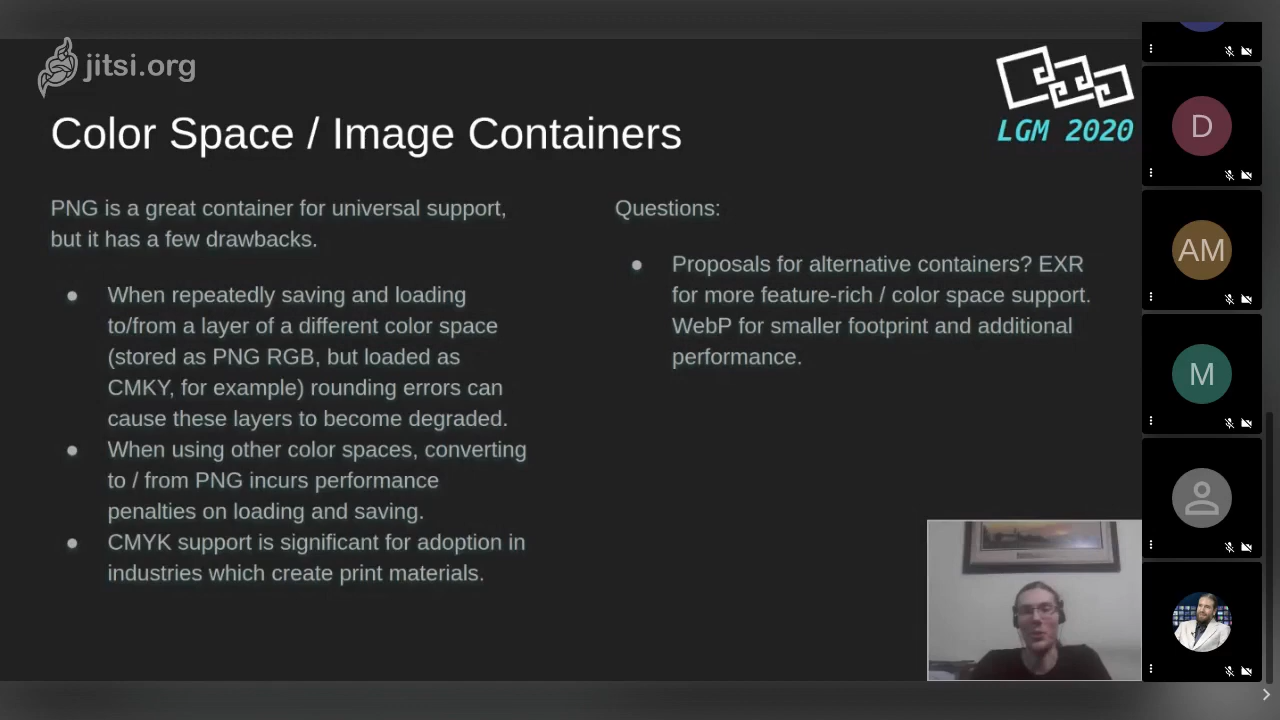 jitsi.org
LGM 2020
Color Space / Image Containers
PNG is a great container for universal support,
but it has a few drawbacks.
● When repeatedly saving and loading
to/from a layer of a different color space
(stored as PNG RGB, but loaded as
CMKY, for example) rounding errors can
cause these layers to become degraded.
● When using other color spaces, converting
to / from PNG incurs performance
penalties on loading and saving.
● CMYK support is significant for adoption in
industries which create print materials.
Questions:
● Proposals for alternative containers? EXR
for more feature-rich / color space support.
WebP for smaller footprint and additional
performance.
D
AM
M